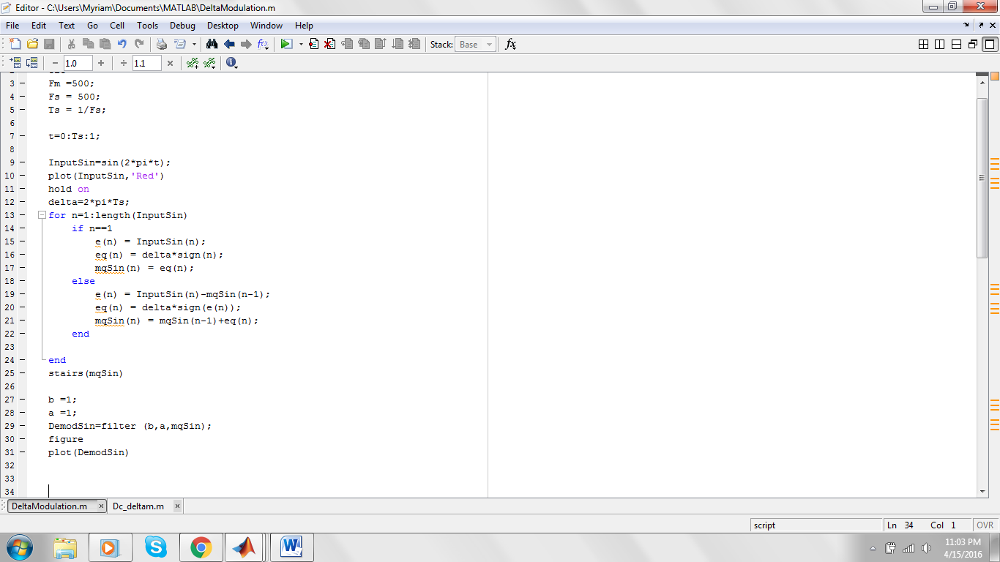 Editor - C:\Users\Myriam\Documents\MATLAB\DeltaModulation.m
File Edit Text Go Cell Tools Debug Desktop Window Help
Stack: Base fx
− 1.0 + ÷ 1.1 ×
3 – Fm =500;
4 – Fs = 500;
5 – Ts = 1/Fs;
6
7 – t=0:Ts:1;
8
9 – InputSin=sin(2*pi*t);
10 – plot(InputSin,'Red')
11 – hold on
12 – delta=2*pi*Ts;
13 – for n=1:length(InputSin)
14 – if n==1
15 – e(n) = InputSin(n);
16 – eq(n) = delta*sign(n);
17 – mqSin(n) = eq(n);
18 – else
19 – e(n) = InputSin(n)-mqSin(n-1);
20 – eq(n) = delta*sign(e(n));
21 – mqSin(n) = mqSin(n-1)+eq(n);
22 – end
23
24 – end
25 – stairs(mqSin)
26
27 – b =1;
28 – a =1;
29 – DemodSin=filter (b,a,mqSin);
30 – figure
31 – plot(DemodSin)
32
33
34
DeltaModulation.m × Dc_deltam.m ×
script Ln 34 Col 1 OVR
11:03 PM
4/15/2016